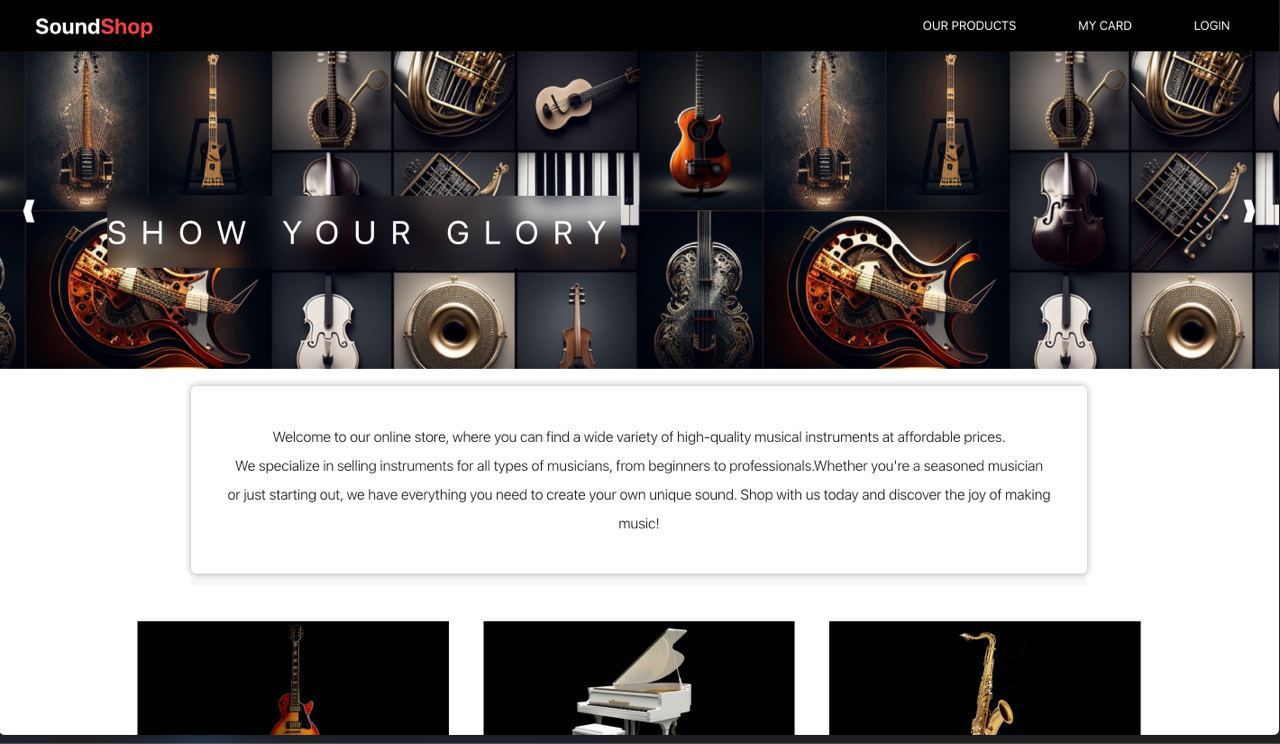 SoundShop
OUR PRODUCTS
MY CARD
LOGIN
SHOW YOUR GLORY
Welcome to our online store, where you can find a wide variety of high-quality musical instruments at affordable prices.
We specialize in selling instruments for all types of musicians, from beginners to professionals.Whether you're a seasoned musician
or just starting out, we have everything you need to create your own unique sound. Shop with us today and discover the joy of making
music!